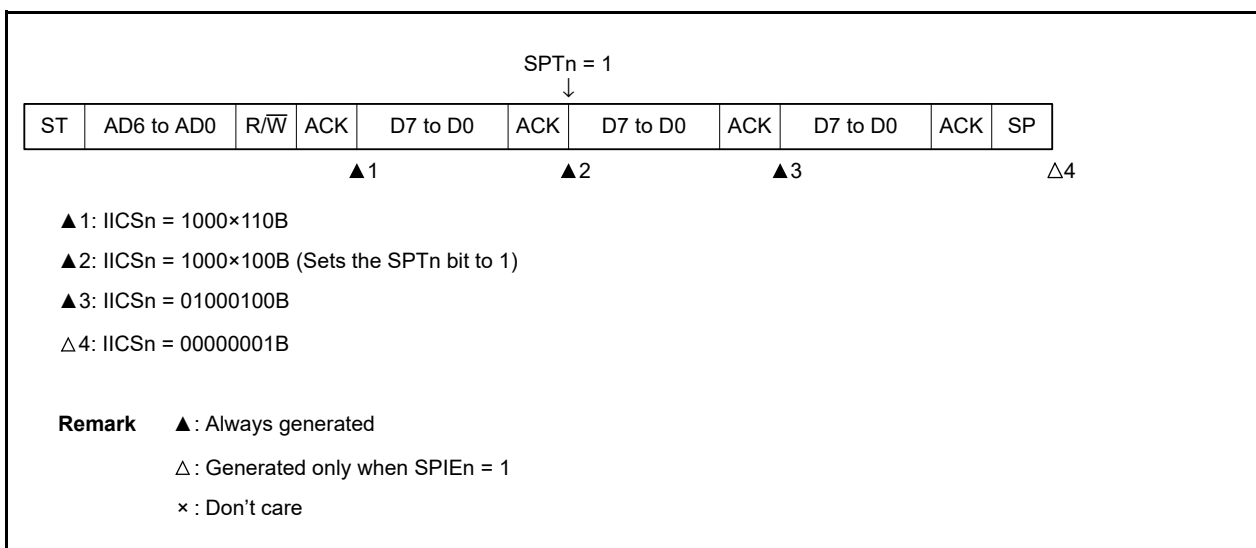 SPTn = 1
↓
ST AD6 to AD0 R/W̅ ACK D7 to D0 ACK D7 to D0 ACK D7 to D0 ACK SP
▲1 ▲2 ▲3 △4
▲1: IICSn = 1000×110B
▲2: IICSn = 1000×100B (Sets the SPTn bit to 1)
▲3: IICSn = 01000100B
△4: IICSn = 00000001B
Remark ▲: Always generated
△: Generated only when SPIEn = 1
×: Don't care